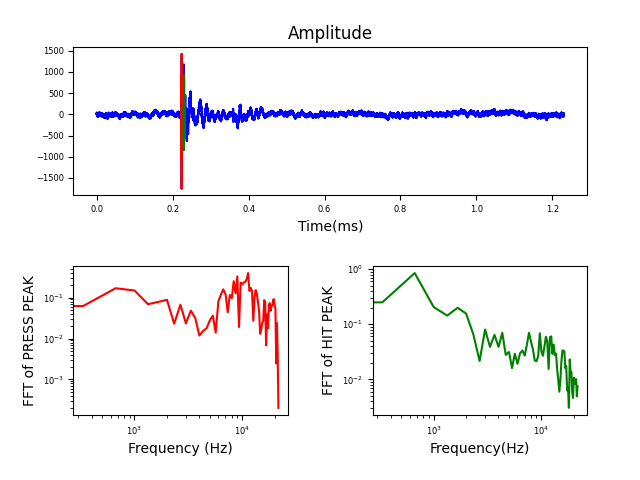 Amplitude
1500
1000
500
0
−500
−1000
−1500
0.0 0.2 0.4 0.6 0.8 1.0 1.2
Time(ms)
FFT of PRESS PEAK
10⁻¹
10⁻²
10⁻³
10³ 10⁴
Frequency (Hz)
FFT of HIT PEAK
10⁰
10⁻¹
10⁻²
10³ 10⁴
Frequency(Hz)